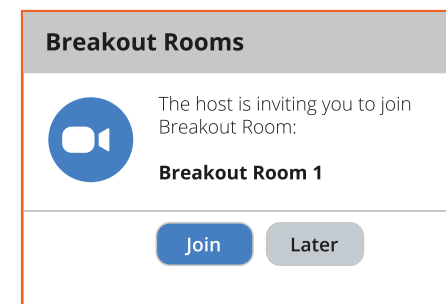 Breakout Rooms
The host is inviting you to join
Breakout Room:
Breakout Room 1
Join
Later